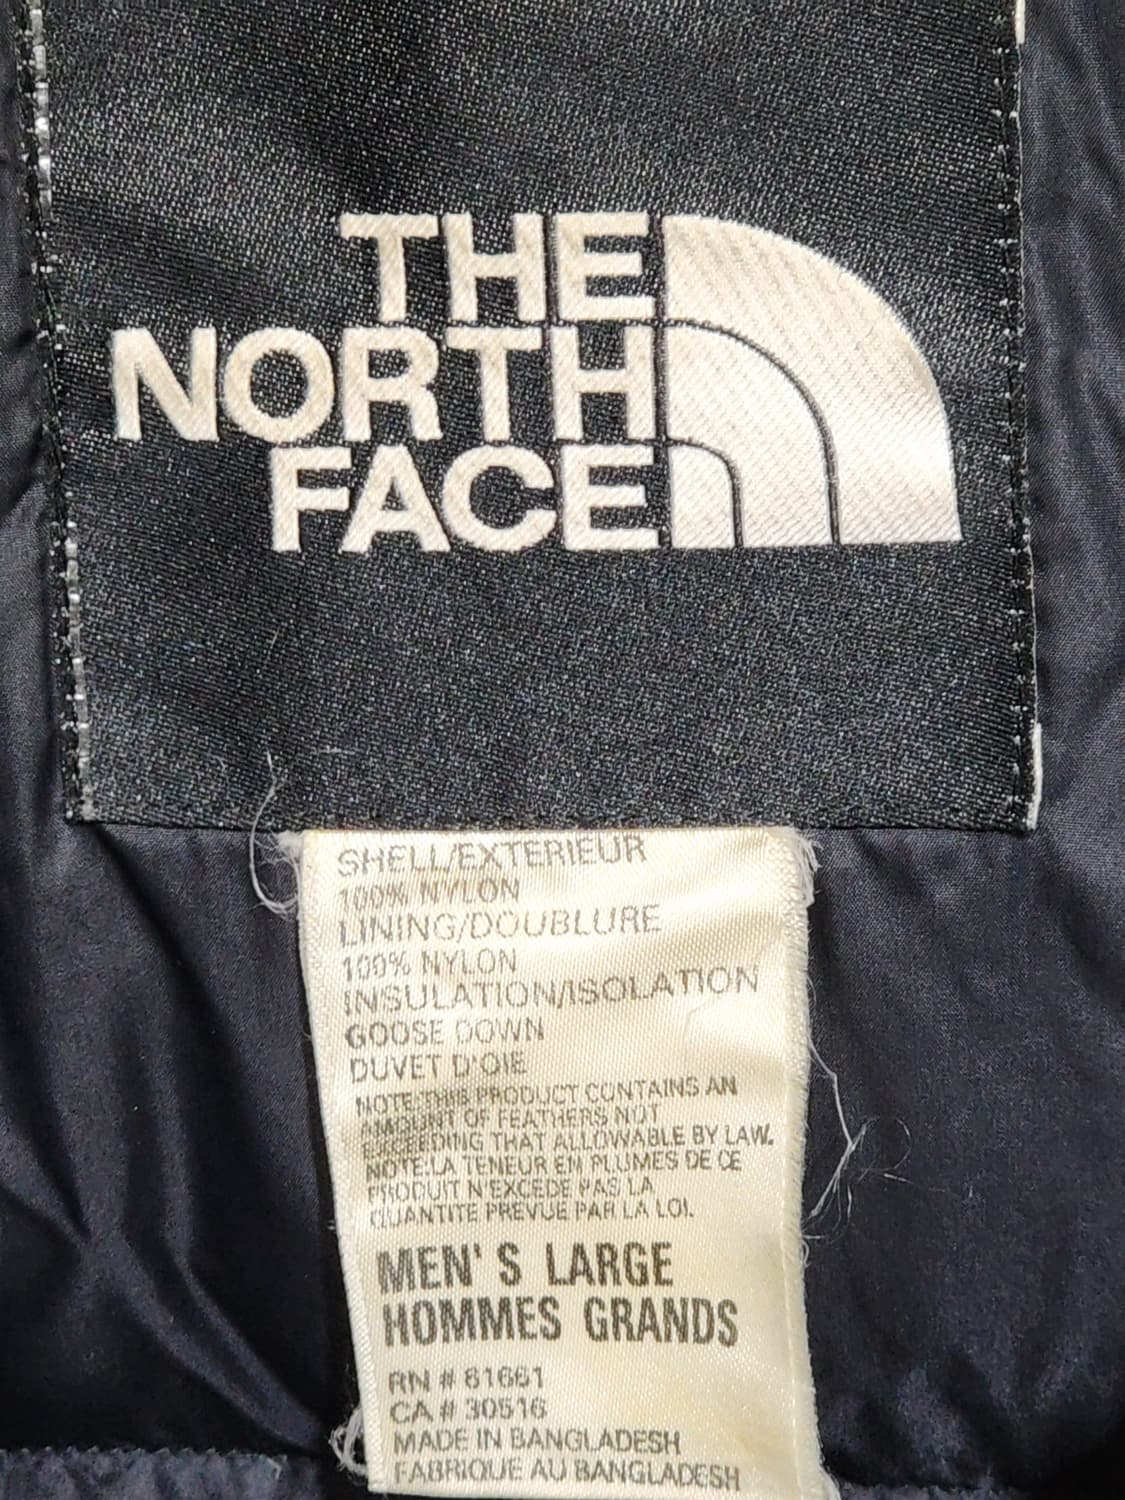 THE
NORTH
FACE
SHELL/EXTERIEUR
100% NYLON
LINING/DOUBLURE
100% NYLON
INSULATION/ISOLATION
GOOSE DOWN
DUVET D'OIE
NOTE:THIS PRODUCT CONTAINS AN
AMOUNT OF FEATHERS NOT
EXCEEDING THAT ALLOWABLE BY LAW.
NOTE:LA TENEUR EN PLUMES DE CE
PRODUIT N'EXCEDE PAS LA
QUANTITE PREVUE PAR LA LOI.
MEN'S LARGE
HOMMES GRANDS
RN # 61661
CA # 30516
MADE IN BANGLADESH
FABRIQUE AU BANGLADESH